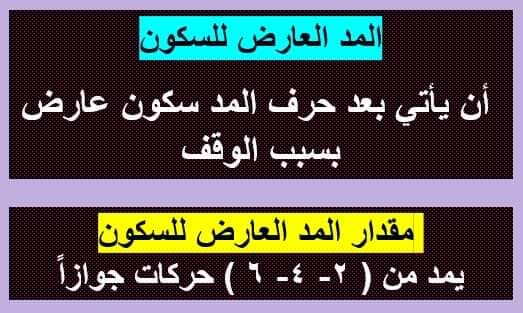 المد العارض للسكون
أن يأتي بعد حرف المد سكون عارض
بسبب الوقف
مقدار المد العارض للسكون
يمد من ( ٢- ٤- ٦ ) حركات جوازاً